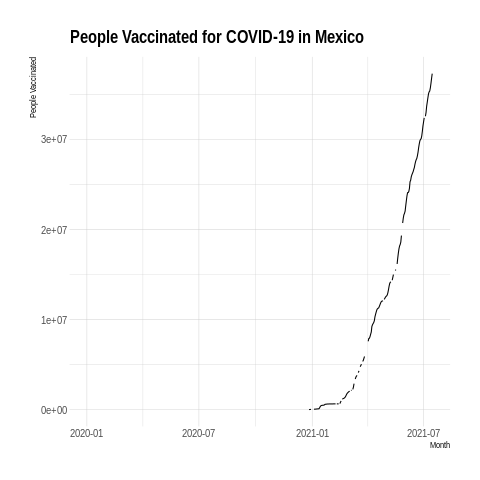 People Vaccinated for COVID-19 in Mexico
People Vaccinated
3e+07
2e+07
1e+07
0e+00
2020-01
2020-07
2021-01
2021-07
Month